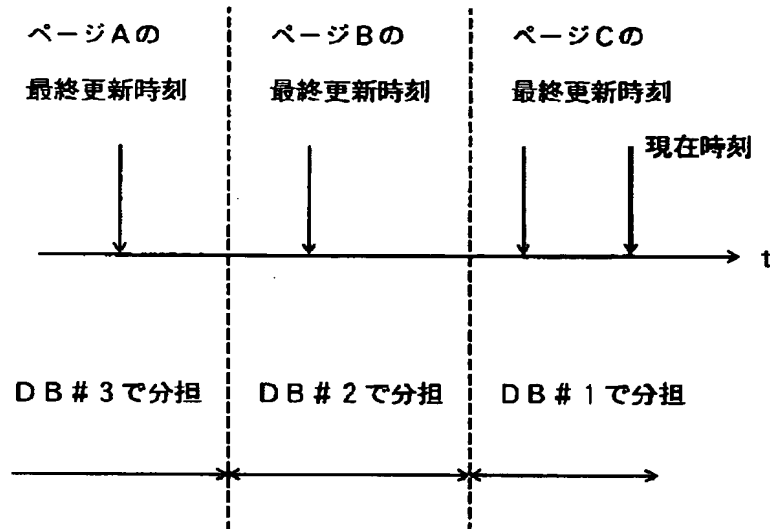 ページAの
最終更新時刻
ページBの
最終更新時刻
ページCの
最終更新時刻
現在時刻
t
DB#3で分担
DB#2で分担
DB#1で分担